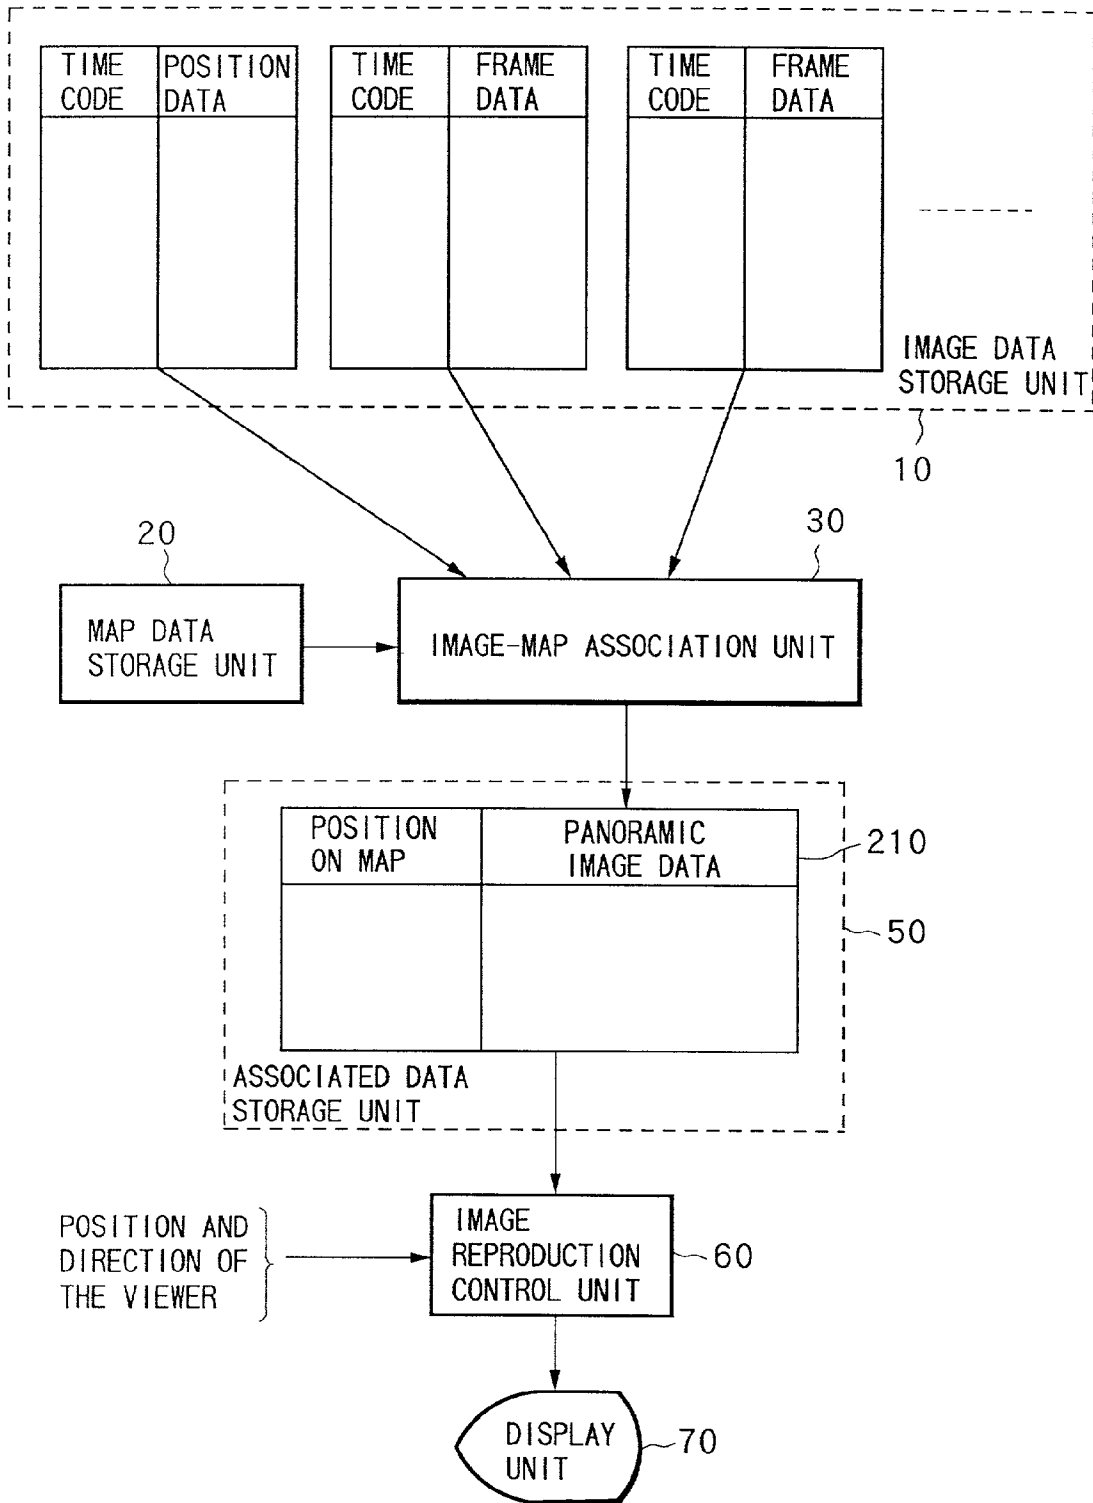 TIME CODE
POSITION DATA
TIME CODE
FRAME DATA
TIME CODE
FRAME DATA
IMAGE DATA
STORAGE UNIT
10
20
30
MAP DATA
STORAGE UNIT
IMAGE-MAP ASSOCIATION UNIT
POSITION
ON MAP
PANORAMIC
IMAGE DATA
210
50
ASSOCIATED DATA
STORAGE UNIT
POSITION AND
DIRECTION OF
THE VIEWER
IMAGE
REPRODUCTION
CONTROL UNIT
60
DISPLAY
UNIT
70